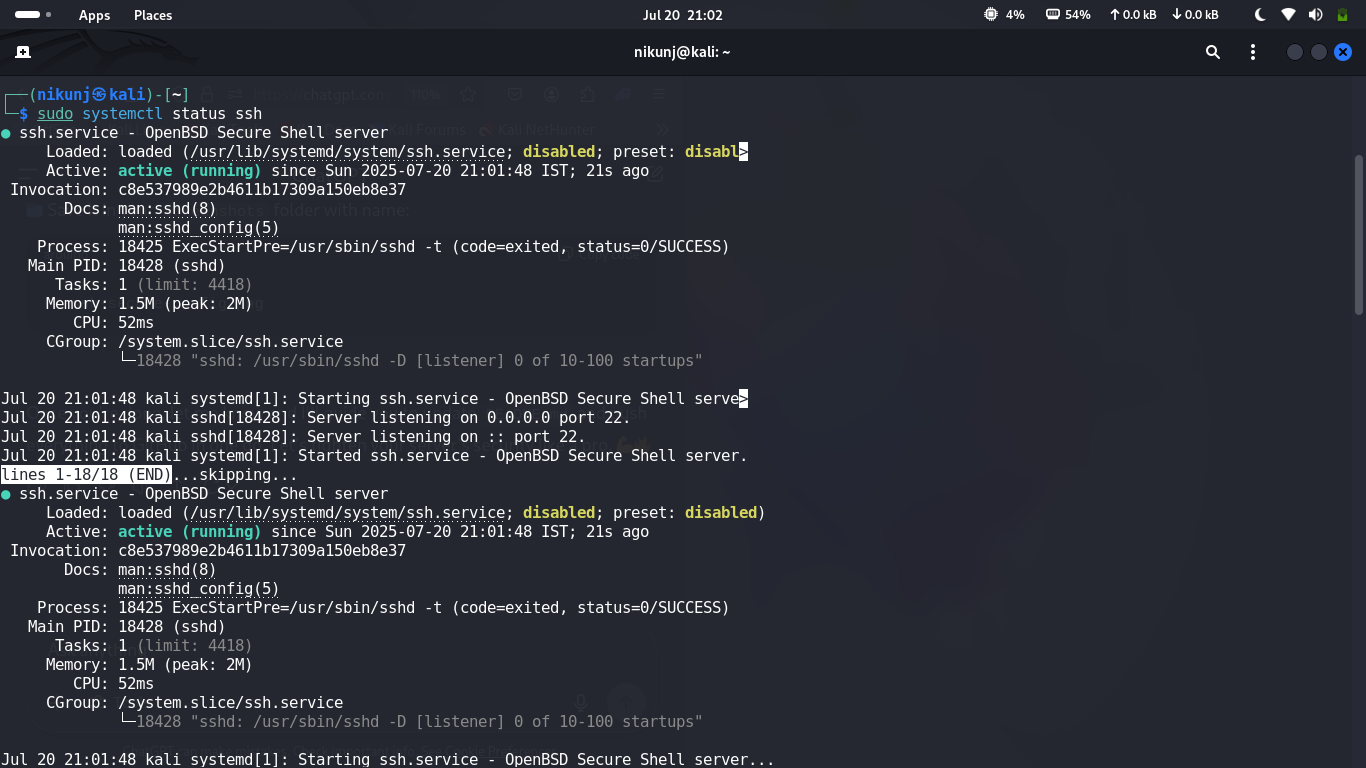 Apps Places Jul 20 21:02 4% 54% 0.0 kB 0.0 kB
nikunj@kali: ~
┌──(nikunj㉿kali)-[~]
└─$ sudo systemctl status ssh
● ssh.service - OpenBSD Secure Shell server
     Loaded: loaded (/usr/lib/systemd/system/ssh.service; disabled; preset: disabl>
     Active: active (running) since Sun 2025-07-20 21:01:48 IST; 21s ago
 Invocation: c8e537989e2b4611b17309a150eb8e37
       Docs: man:sshd(8)
             man:sshd_config(5)
    Process: 18425 ExecStartPre=/usr/sbin/sshd -t (code=exited, status=0/SUCCESS)
   Main PID: 18428 (sshd)
      Tasks: 1 (limit: 4418)
     Memory: 1.5M (peak: 2M)
        CPU: 52ms
     CGroup: /system.slice/ssh.service
             └─18428 "sshd: /usr/sbin/sshd -D [listener] 0 of 10-100 startups"
Jul 20 21:01:48 kali systemd[1]: Starting ssh.service - OpenBSD Secure Shell serve>
Jul 20 21:01:48 kali sshd[18428]: Server listening on 0.0.0.0 port 22.
Jul 20 21:01:48 kali sshd[18428]: Server listening on :: port 22.
Jul 20 21:01:48 kali systemd[1]: Started ssh.service - OpenBSD Secure Shell server.
lines 1-18/18 (END)...skipping...
● ssh.service - OpenBSD Secure Shell server
     Loaded: loaded (/usr/lib/systemd/system/ssh.service; disabled; preset: disabled)
     Active: active (running) since Sun 2025-07-20 21:01:48 IST; 21s ago
 Invocation: c8e537989e2b4611b17309a150eb8e37
       Docs: man:sshd(8)
             man:sshd_config(5)
    Process: 18425 ExecStartPre=/usr/sbin/sshd -t (code=exited, status=0/SUCCESS)
   Main PID: 18428 (sshd)
      Tasks: 1 (limit: 4418)
     Memory: 1.5M (peak: 2M)
        CPU: 52ms
     CGroup: /system.slice/ssh.service
             └─18428 "sshd: /usr/sbin/sshd -D [listener] 0 of 10-100 startups"
Jul 20 21:01:48 kali systemd[1]: Starting ssh.service - OpenBSD Secure Shell server...